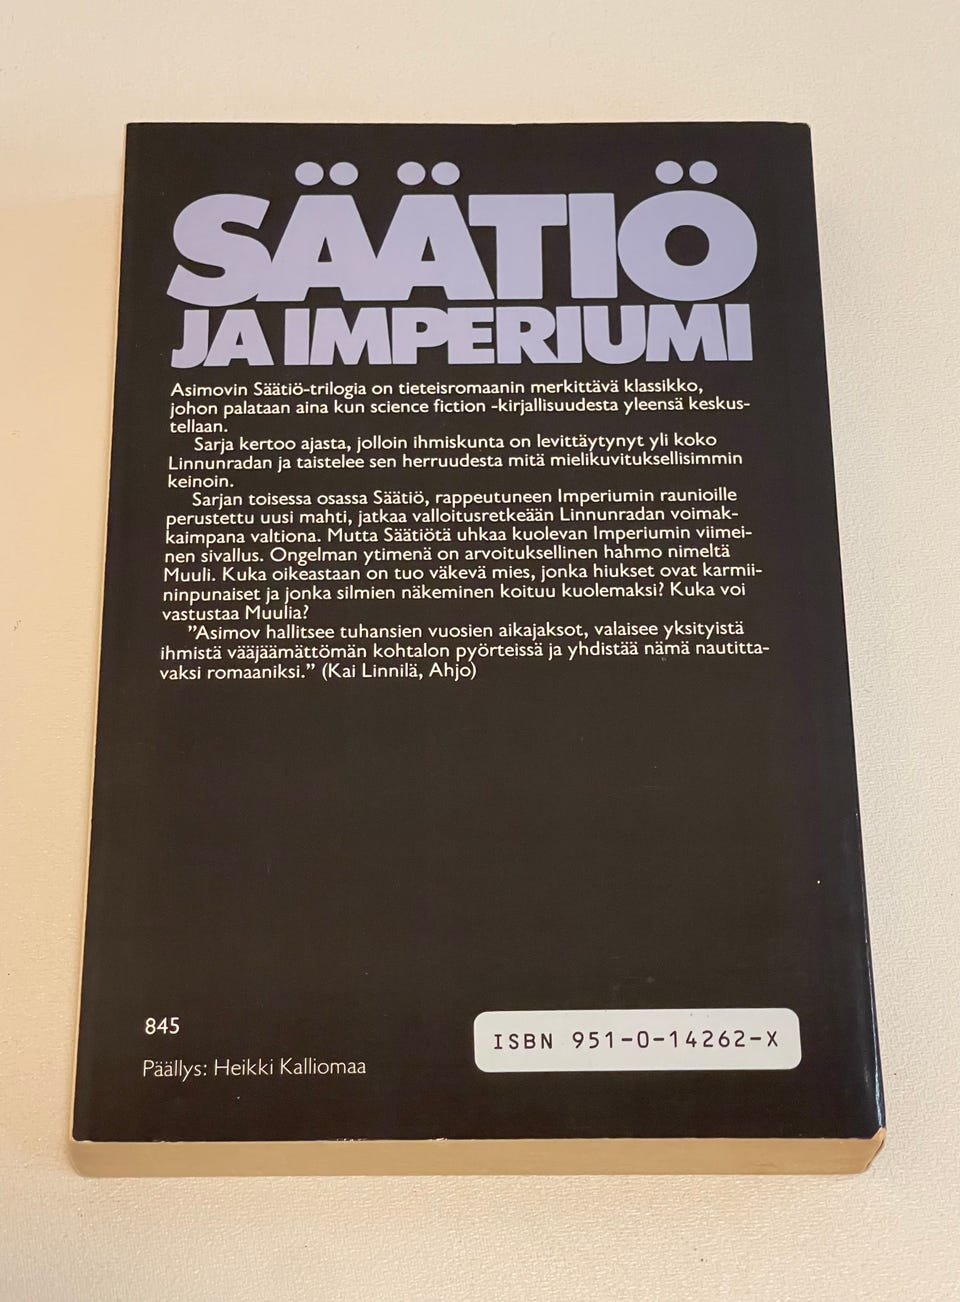 SÄÄTIÖ
JA IMPERIUMI
Asimovin Säätiö-trilogia on tieteisromaanin merkittävä klassikko,
johon palataan aina kun science fiction -kirjallisuudesta yleensä keskus-
tellaan.
Sarja kertoo ajasta, jolloin ihmiskunta on levittäytynyt yli koko
Linnunradan ja taistelee sen herruudesta mitä mielikuvituksellisimmin
keinoin.
Sarjan toisessa osassa Säätiö, rappeutuneen Imperiumin raunioille
perustettu uusi mahti, jatkaa valloitusretkeään Linnunradan voimak-
kaimpana valtiona. Mutta Säätiötä uhkaa kuolevan Imperiumin viimei-
nen sivallus. Ongelman ytimenä on arvoituksellinen hahmo nimeltä
Muuli. Kuka oikeastaan on tuo väkevä mies, jonka hiukset ovat karmii-
ninpunaiset ja jonka silmien näkeminen koituu kuolemaksi? Kuka voi
vastustaa Muulia?
”Asimov hallitsee tuhansien vuosien aikajaksot, valaisee yksityistä
ihmistä vääjäämättömän kohtalon pyörteissä ja yhdistää nämä nautitta-
vaksi romaaniksi.” (Kai Linnilä, Ahjo)
845
ISBN 951-0-14262-X
Päällys: Heikki Kalliomaa